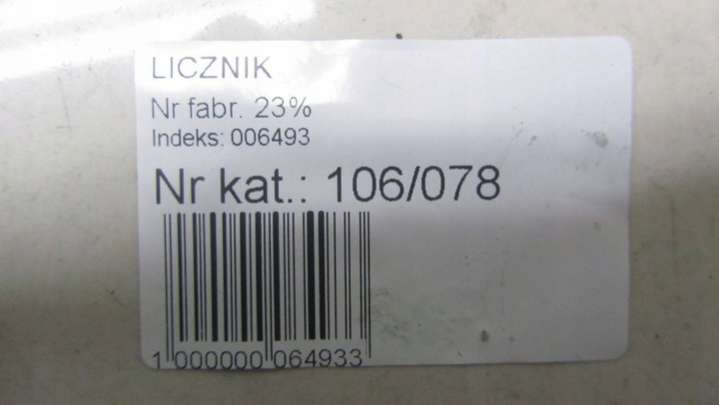 LICZNIK
Nr fabr. 23%
Indeks: 006493
Nr kat.: 106/078
1 000000 064933